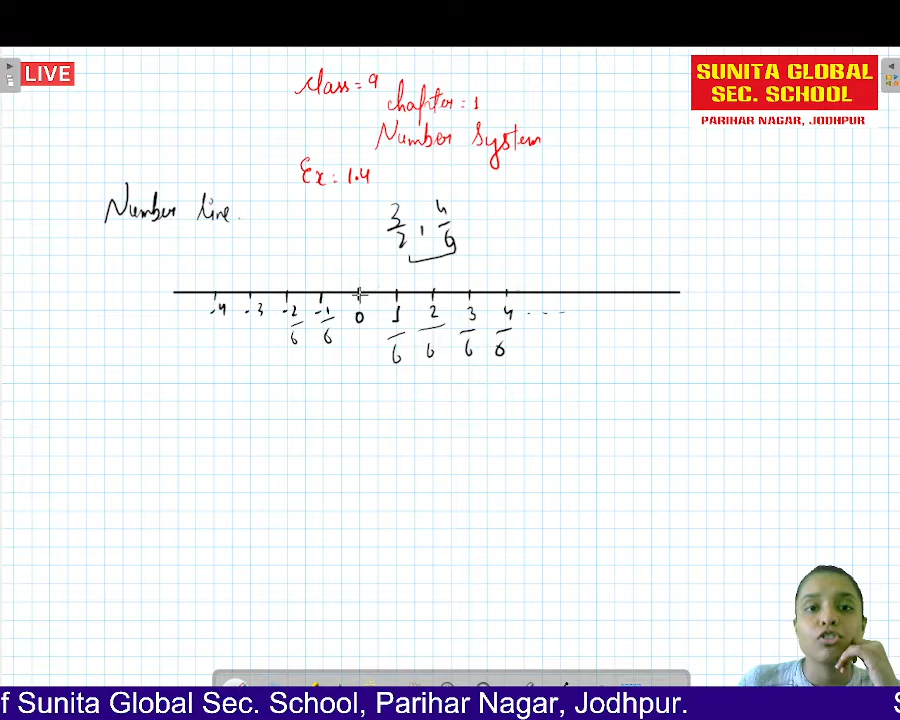 LIVE
SUNITA GLOBAL
SEC. SCHOOL
PARIHAR NAGAR, JODHPUR
Class = 9
Chapter : 1
Number System
Ex : 1.4
Number line.
3/2 , 4/6
-4 -3 -2/6 -1/6 0 1/6 2/6 3/6 4/6 ...
f Sunita Global Sec. School, Parihar Nagar, Jodhpur. S